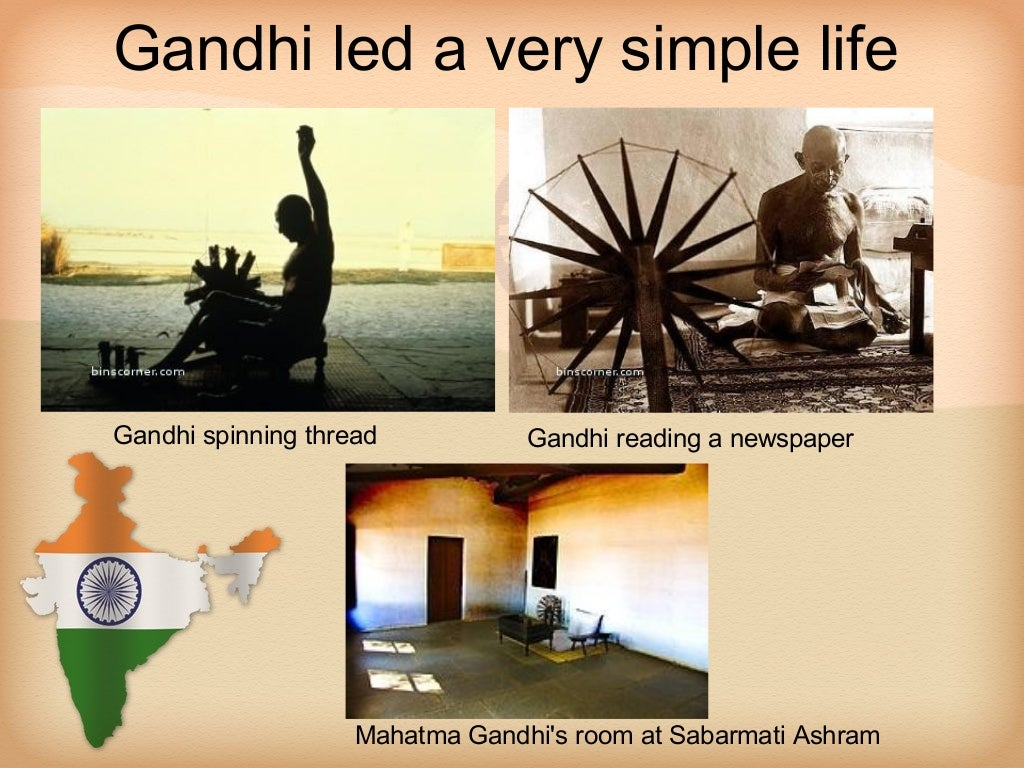 Gandhi led a very simple life
binscorner.com
binscorner.com
Gandhi spinning thread
Gandhi reading a newspaper
Mahatma Gandhi's room at Sabarmati Ashram